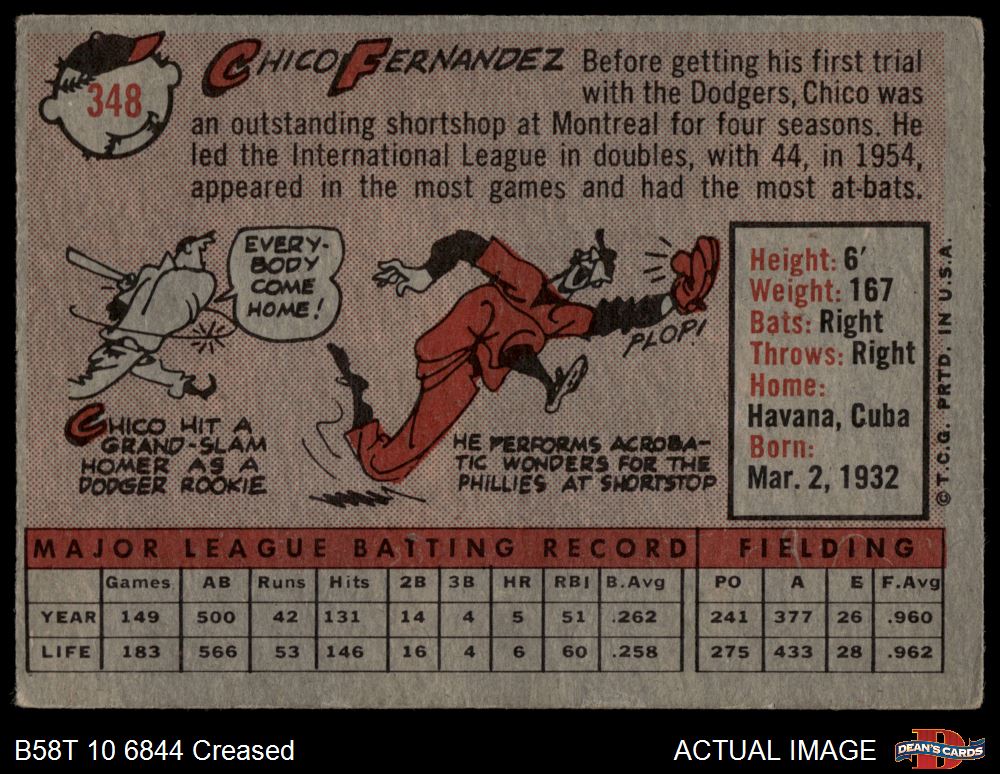 348
CHICO FERNANDEZ
Before getting his first trial
with the Dodgers, Chico was
an outstanding shortshop at Montreal for four seasons. He
led the International League in doubles, with 44, in 1954,
appeared in the most games and had the most at-bats.
EVERY-
BODY
COME
HOME!
CHICO HIT A
GRAND-SLAM
HOMER AS A
DODGER ROOKIE
PLOP!
HE PERFORMS ACROBA-
TIC WONDERS FOR THE
PHILLIES AT SHORTSTOP
Height: 6′
Weight: 167
Bats: Right
Throws: Right
Home:
Havana, Cuba
Born:
Mar. 2, 1932
© T.C.G. PRTD. IN U.S.A.
MAJOR LEAGUE BATTING RECORD FIELDING
Games AB Runs Hits 2B 3B HR RBI B.Avg PO A E F.Avg
YEAR 149 500 42 131 14 4 5 51 .262 241 377 26 .960
LIFE 183 566 53 146 16 4 6 60 .258 275 433 28 .962
B58T 10 6844 Creased
ACTUAL IMAGE
D
DEAN'S CARDS